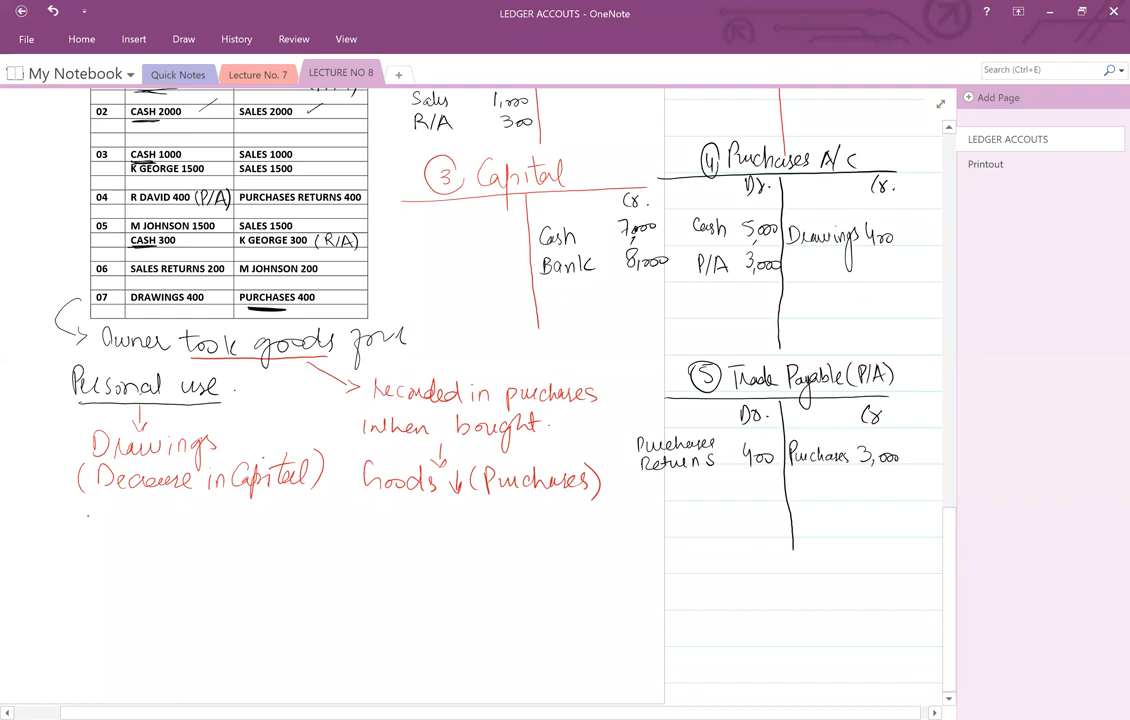 LEDGER ACCOUTS - OneNote
File Home Insert Draw History Review View
My Notebook Quick Notes Lecture No. 7 LECTURE NO 8 +
Search (Ctrl+E)
Add Page
LEDGER ACCOUTS
Printout
02 CASH 2000 SALES 2000
03 CASH 1000 SALES 1000
K GEORGE 1500 SALES 1500
04 R DAVID 400 (P/A) PURCHASES RETURNS 400
05 M JOHNSON 1500 SALES 1500
CASH 300 K GEORGE 300 (R/A)
06 SALES RETURNS 200 M JOHNSON 200
07 DRAWINGS 400 PURCHASES 400
Owner took goods for
Personal use.
Drawings
(Decrease in Capital)
Recorded in purchases
when bought.
Goods ↓ (Purchases)
Sales 1,000
R/A 300
3 Capital
Cr.
Cash 7,000
Bank 8,000
4 Purchases A/C
Dr. Cr.
Cash 5,000 Drawings 400
P/A 3,000
5 Trade Payable (P/A)
Dr. Cr
Purchases
Returns 400 Purchases 3,000